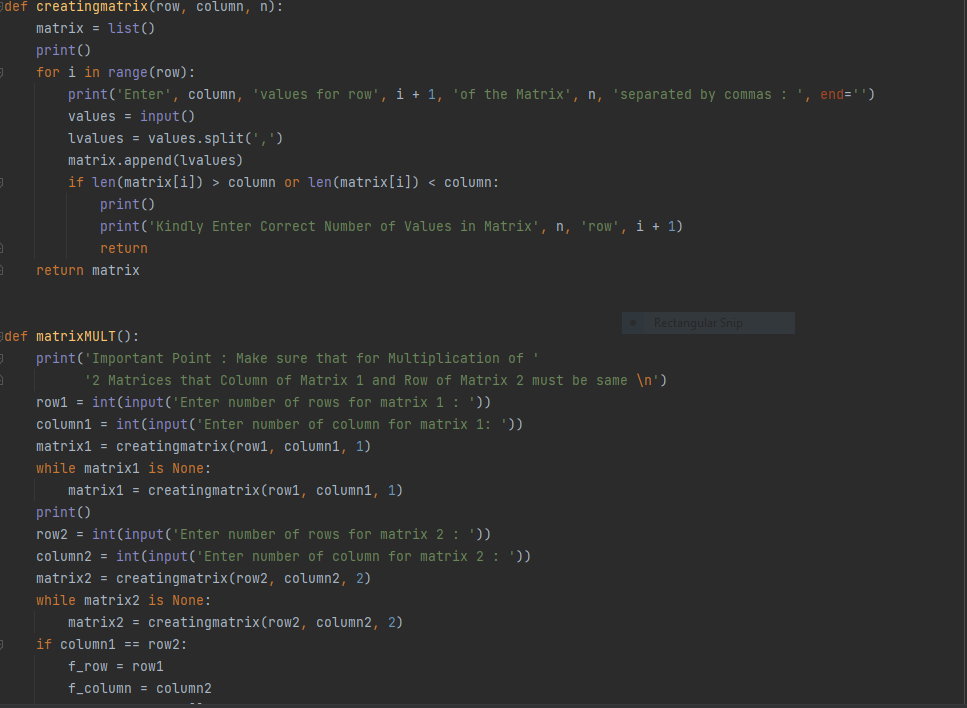 def creatingmatrix(row, column, n):
    matrix = list()
    print()
    for i in range(row):
        print('Enter', column, 'values for row', i + 1, 'of the Matrix', n, 'separated by commas : ', end='')
        values = input()
        lvalues = values.split(',')
        matrix.append(lvalues)
        if len(matrix[i]) > column or len(matrix[i]) < column:
            print()
            print('Kindly Enter Correct Number of Values in Matrix', n, 'row', i + 1)
            return
    return matrix
def matrixMULT():
Rectangular Snip
    print('Important Point : Make sure that for Multiplication of '
          '2 Matrices that Column of Matrix 1 and Row of Matrix 2 must be same \n')
    row1 = int(input('Enter number of rows for matrix 1 : '))
    column1 = int(input('Enter number of column for matrix 1: '))
    matrix1 = creatingmatrix(row1, column1, 1)
    while matrix1 is None:
        matrix1 = creatingmatrix(row1, column1, 1)
    print()
    row2 = int(input('Enter number of rows for matrix 2 : '))
    column2 = int(input('Enter number of column for matrix 2 : '))
    matrix2 = creatingmatrix(row2, column2, 2)
    while matrix2 is None:
        matrix2 = creatingmatrix(row2, column2, 2)
    if column1 == row2:
        f_row = row1
        f_column = column2